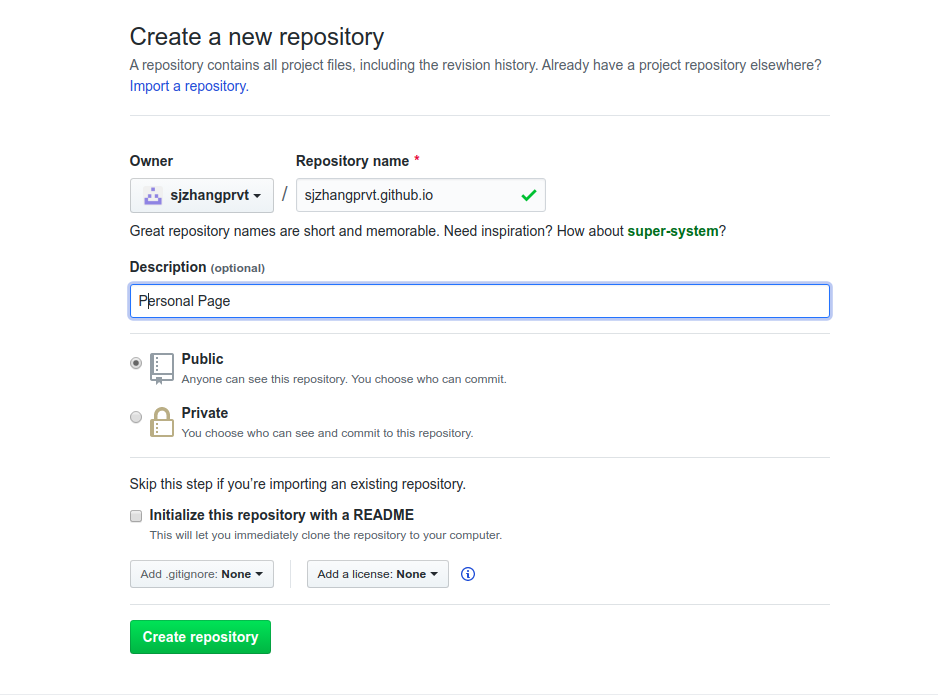 Create a new repository
A repository contains all project files, including the revision history. Already have a project repository elsewhere?
Import a repository.
Owner
Repository name *
sjzhangprvt / sjzhangprvt.github.io
Great repository names are short and memorable. Need inspiration? How about super-system?
Description (optional)
Personal Page
Public
Anyone can see this repository. You choose who can commit.
Private
You choose who can see and commit to this repository.
Skip this step if you’re importing an existing repository.
Initialize this repository with a README
This will let you immediately clone the repository to your computer.
Add .gitignore: None
Add a license: None
Create repository